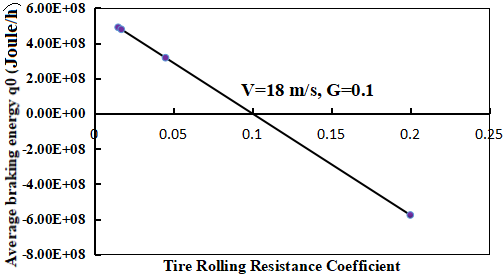 Average braking energy q0 (Joule/h)
6.00E+08
4.00E+08
2.00E+08
0.00E+00
-2.00E+08
-4.00E+08
-6.00E+08
-8.00E+08
V=18 m/s, G=0.1
0 0.05 0.1 0.15 0.2 0.25
Tire Rolling Resistance Coefficient